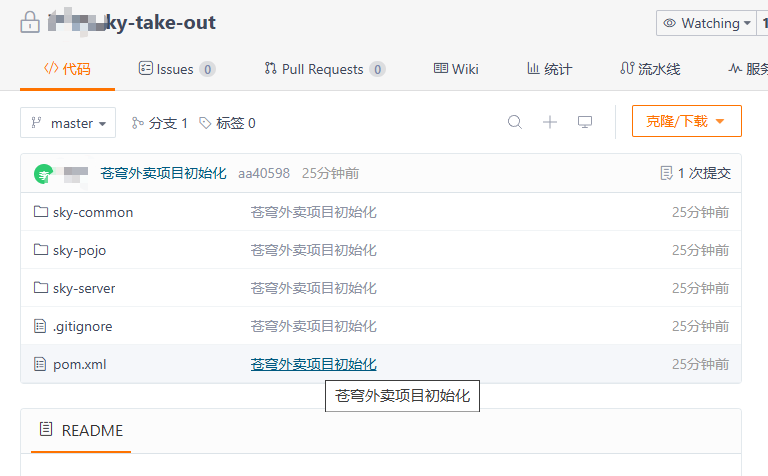 ky-take-out
Watching
代码 Issues 0 Pull Requests 0 Wiki 统计 流水线
master 分支 1 标签 0 克隆/下载
苍穹外卖项目初始化 aa40598 25分钟前 1 次提交
sky-common 苍穹外卖项目初始化 25分钟前
sky-pojo 苍穹外卖项目初始化 25分钟前
sky-server 苍穹外卖项目初始化 25分钟前
.gitignore 苍穹外卖项目初始化 25分钟前
pom.xml 苍穹外卖项目初始化 25分钟前
苍穹外卖项目初始化
README